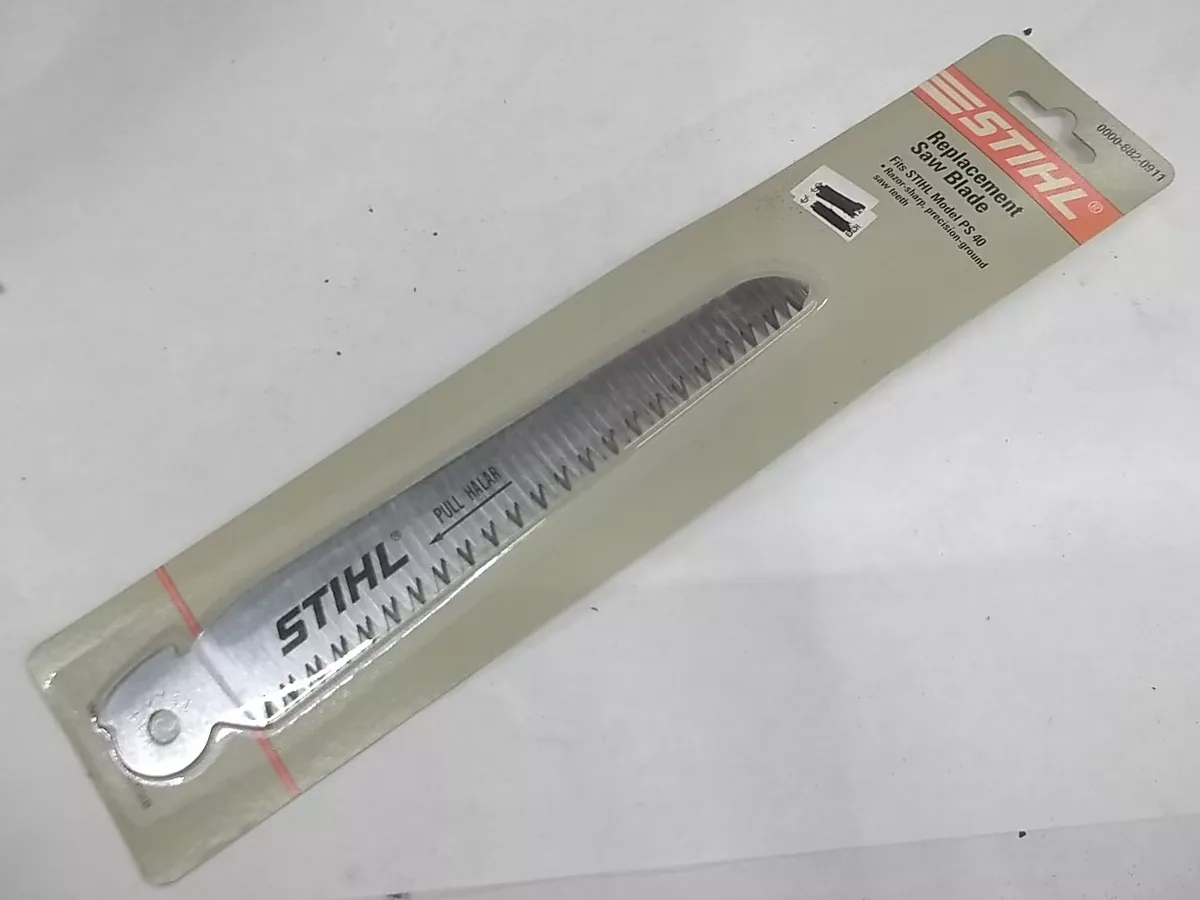 0000-882-0911
STIHL®
Replacement
Saw Blade
Fits STIHL Model PS 40
• Razor-sharp, precision-ground
saw teeth
PULL HALAR
STIHL®